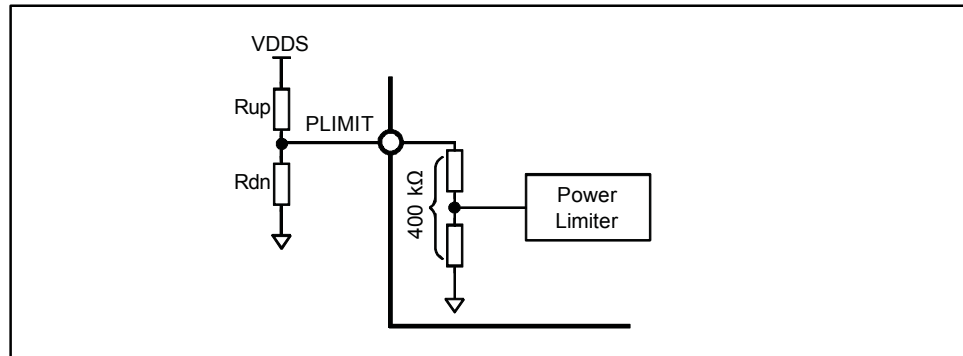 VDDS
Rup
PLIMIT
Rdn
400 kΩ
Power
Limiter